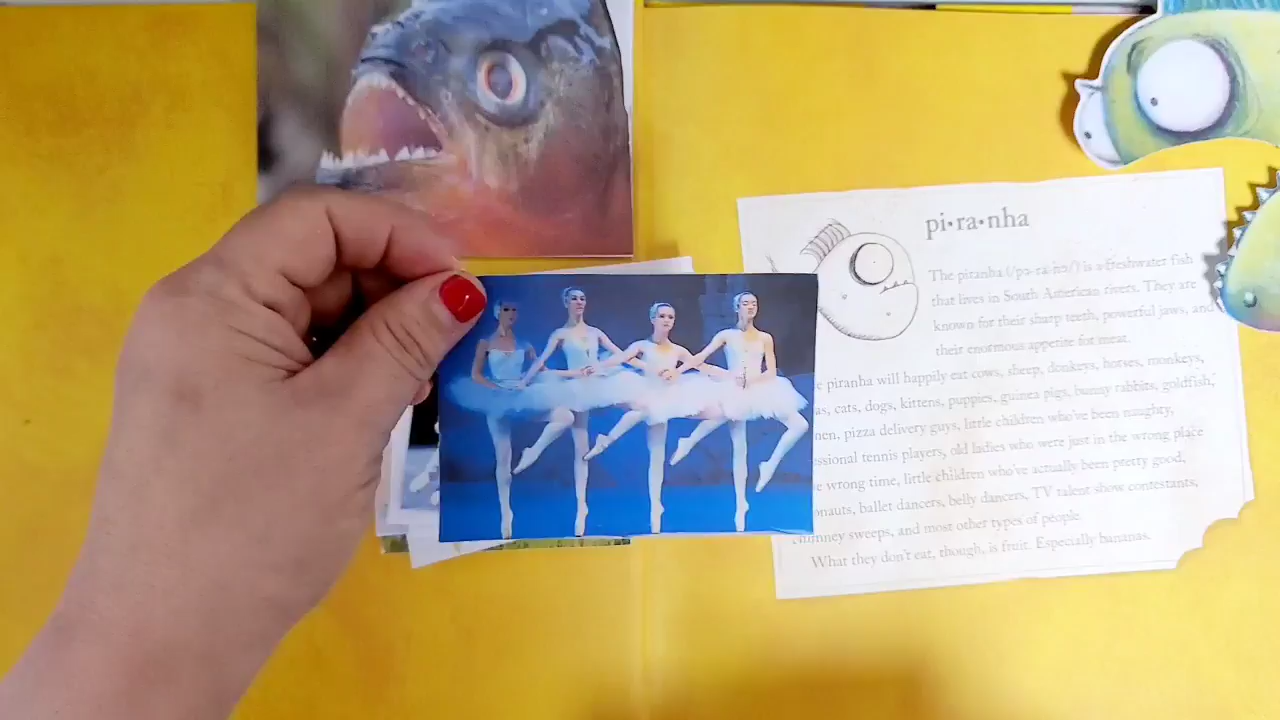 pi•ra•nha
The piranha (/pə-ra-nə/) is a freshwater fish
that lives in South American rivers. They are
known for their sharp teeth, powerful jaws, and
their enormous appetite for meat.
piranha will happily eat cows, sheep, donkeys, horses, monkeys,
cats, dogs, kittens, puppies, guinea pigs, bunny rabbits, goldfish,
pizza delivery guys, little children who've been naughty,
tennis players, old ladies who were just in the wrong place
wrong time, little children who've actually been pretty good,
ballet dancers, belly dancers, TV talent show contestants,
chimney sweeps, and most other types of people.
What they don't eat, though, is fruit. Especially bananas.